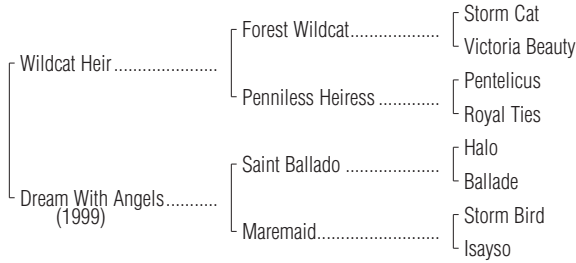 Storm Cat
Forest Wildcat....................
Victoria Beauty
Wildcat Heir.......................
Pentelicus
Penniless Heiress .............
Royal Ties
Halo
Saint Ballado .....................
Ballade
Dream With Angels...........
(1999)
Storm Bird
Maremaid...........................
Isayso